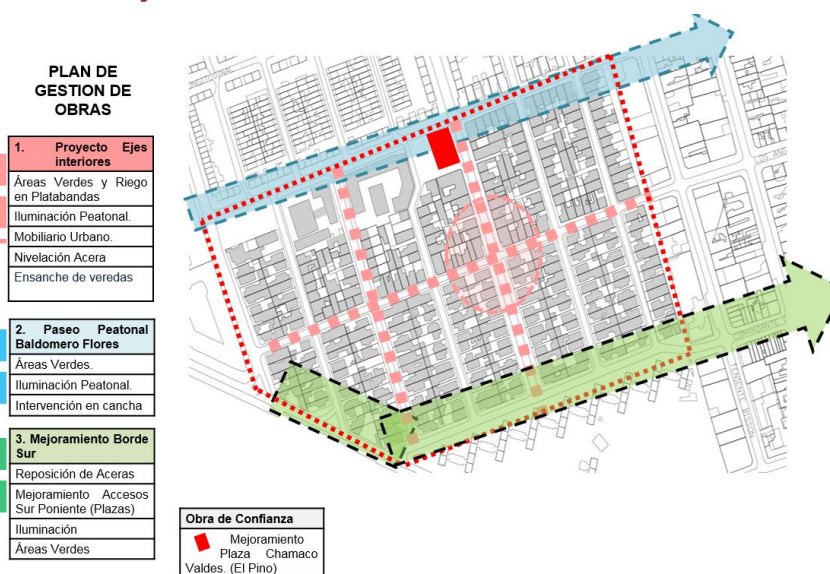 PLAN DE
GESTION DE
OBRAS
1. Proyecto Ejes
interiores
Áreas Verdes y Riego
en Platabandas
Iluminación Peatonal.
Mobiliario Urbano.
Nivelación Acera
Ensanche de veredas
2. Paseo Peatonal
Baldomero Flores
Áreas Verdes.
Iluminación Peatonal.
Intervención en cancha
3. Mejoramiento Borde
Sur
Reposición de Aceras
Mejoramiento Accesos
Sur Poniente (Plazas)
Iluminación
Áreas Verdes
Obra de Confianza
Mejoramiento
Plaza Chamaco
Valdes. (El Pino)